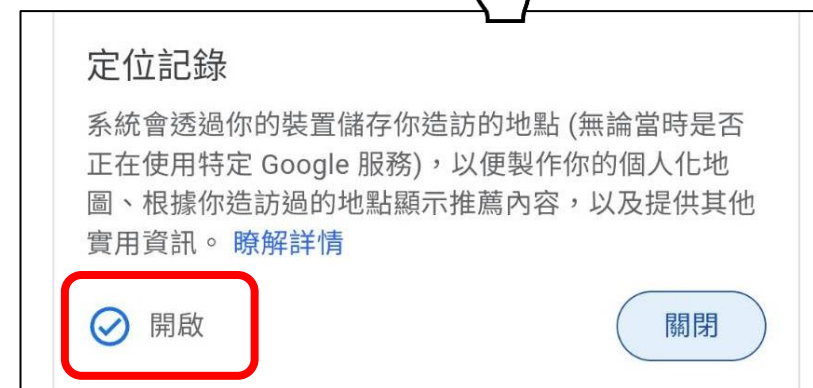 定位記錄
系統會透過你的裝置儲存你造訪的地點 (無論當時是否
正在使用特定 Google 服務)，以便製作你的個人化地
圖、根據你造訪過的地點顯示推薦內容，以及提供其他
實用資訊。 瞭解詳情
開啟
關閉